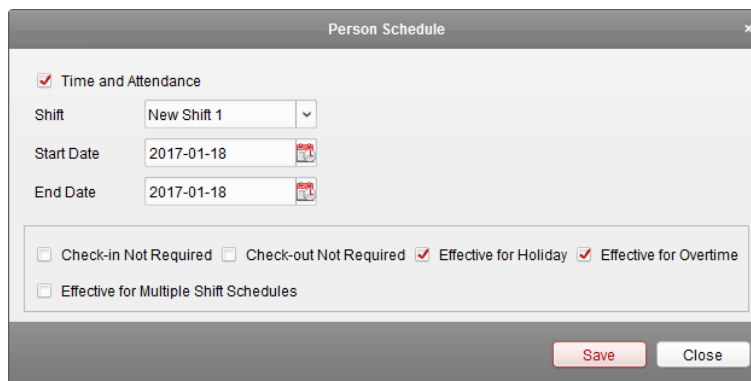 Person Schedule
Time and Attendance
Shift New Shift 1
Start Date 2017-01-18
End Date 2017-01-18
Check-in Not Required Check-out Not Required Effective for Holiday Effective for Overtime
Effective for Multiple Shift Schedules
Save Close